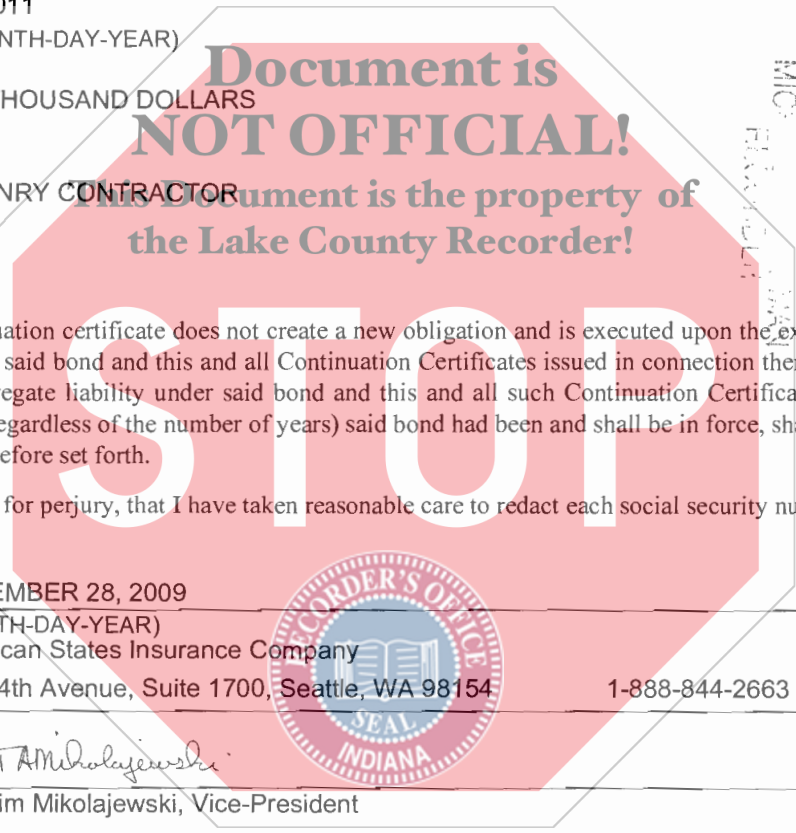 011
NTH-DAY-YEAR)
Document is
HOUSAND DOLLARS
NOT OFFICIAL!
NRY CONTRACTOR
This Document is the property of
the Lake County Recorder!
STOP
uation certificate does not create a new obligation and is executed upon the ex
said bond and this and all Continuation Certificates issued in connection ther
regate liability under said bond and this and all such Continuation Certifica
egardless of the number of years) said bond had been and shall be in force, sha
efore set forth.
for perjury, that I have taken reasonable care to redact each social security nu
EMBER 28, 2009
TH-DAY-YEAR)
can States Insurance Company
4th Avenue, Suite 1700, Seattle, WA 98154 1-888-844-2663
RECORDER'S OFFICE
SEAL
INDIANA
TAMikolajewski
im Mikolajewski, Vice-President